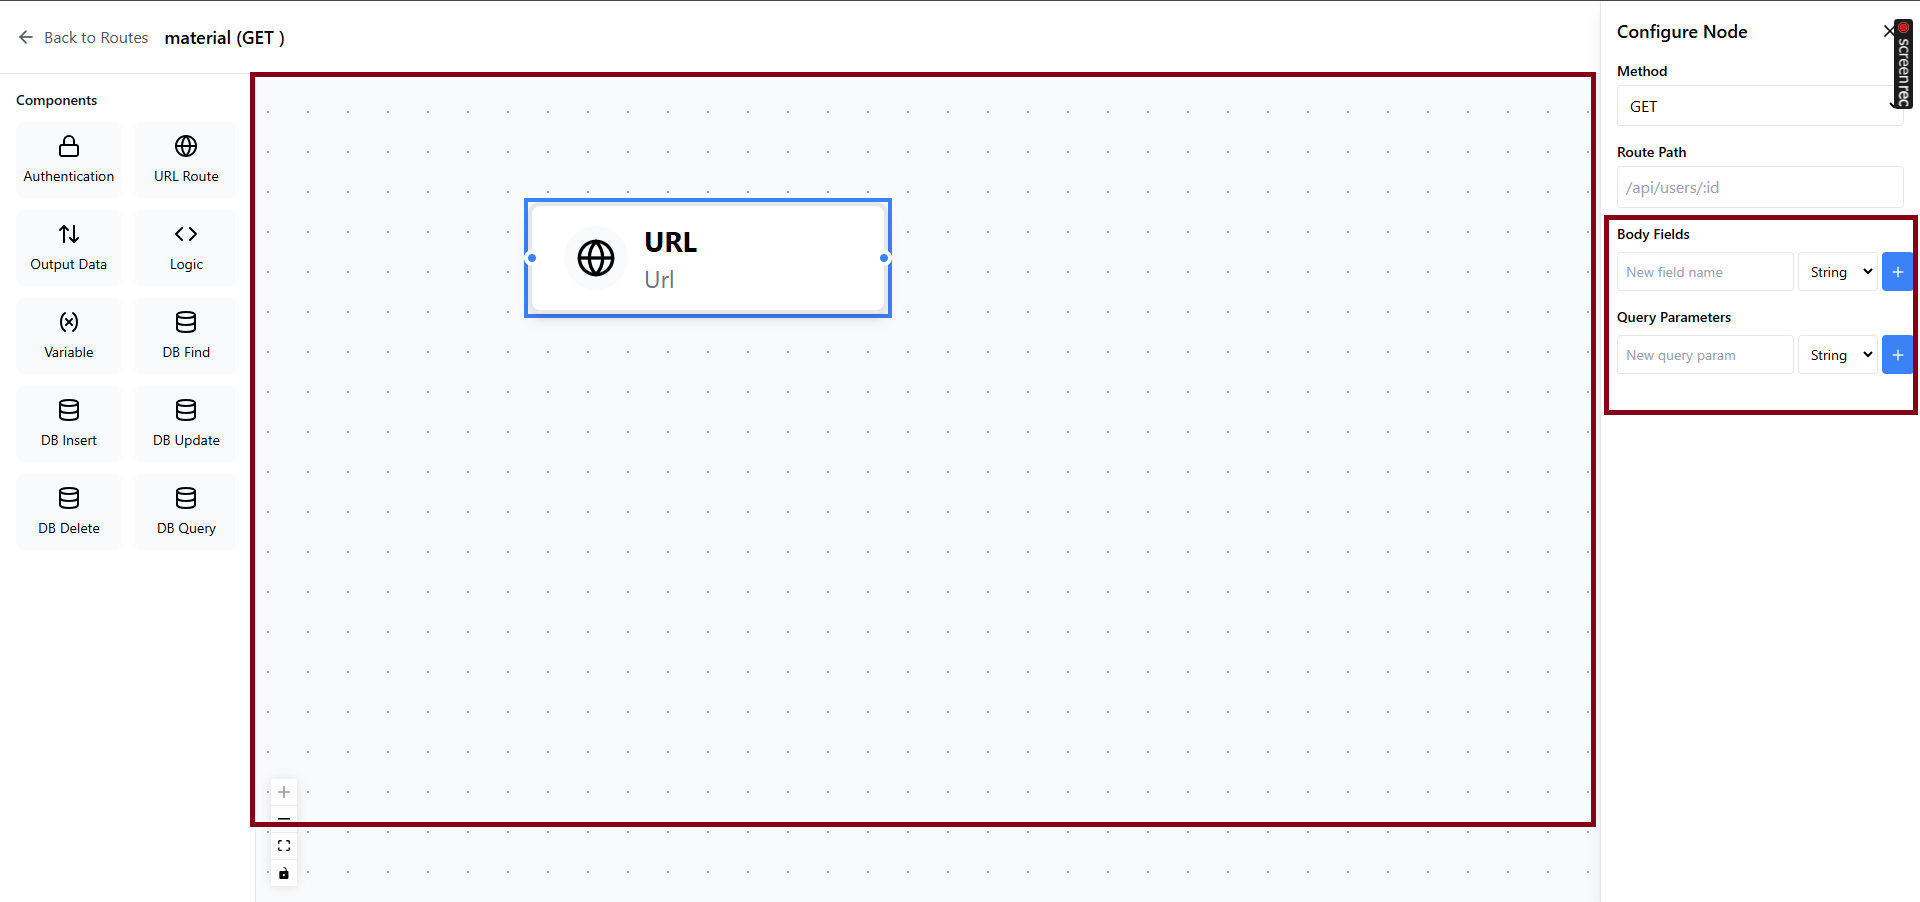 Back to Routes
material (GET )
Components
Authentication
URL Route
Output Data
Logic
Variable
DB Find
DB Insert
DB Update
DB Delete
DB Query
URL
Url
Configure Node
Method
GET
Route Path
/api/users/:id
Body Fields
New field name
String
Query Parameters
New query param
String
screenrec